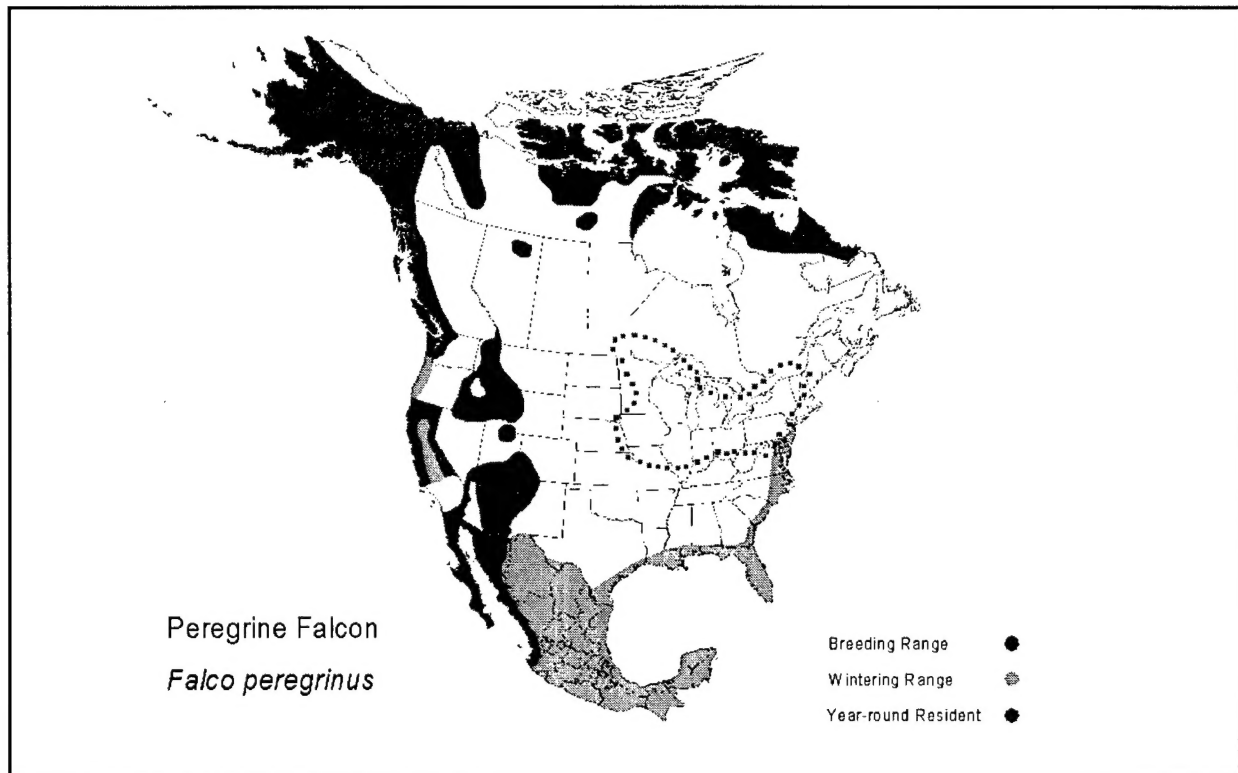 Peregrine Falcon
Falco peregrinus
Breeding Range
Wintering Range
Year-round Resident